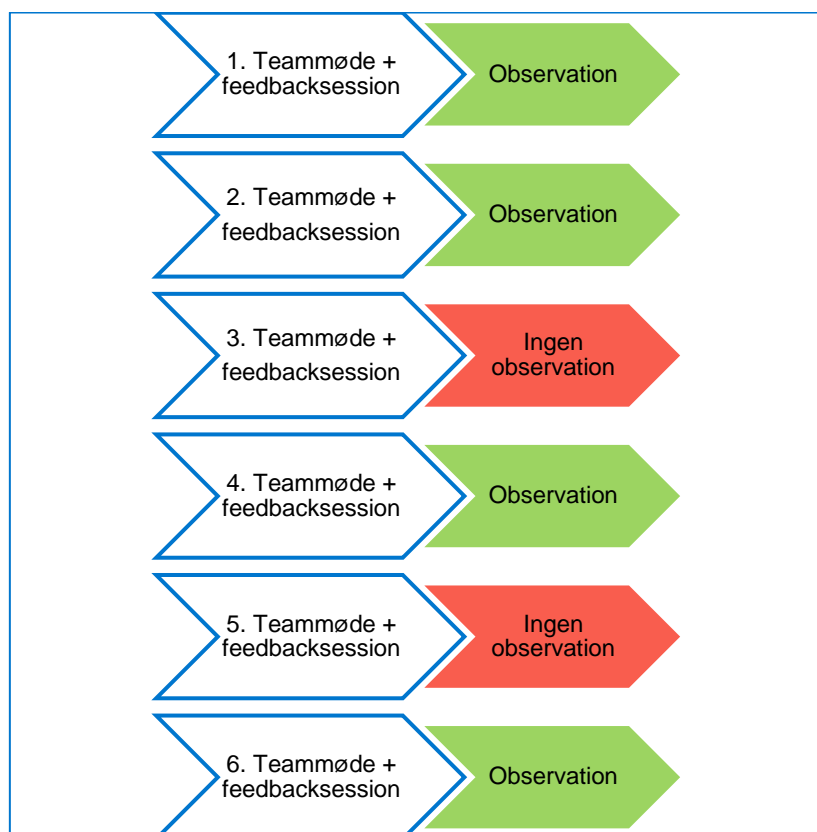 1. Teammøde +
feedbacksession
Observation
2. Teammøde +
feedbacksession
Observation
3. Teammøde +
feedbacksession
Ingen
observation
4. Teammøde +
feedbacksession
Observation
5. Teammøde +
feedbacksession
Ingen
observation
6. Teammøde +
feedbacksession
Observation